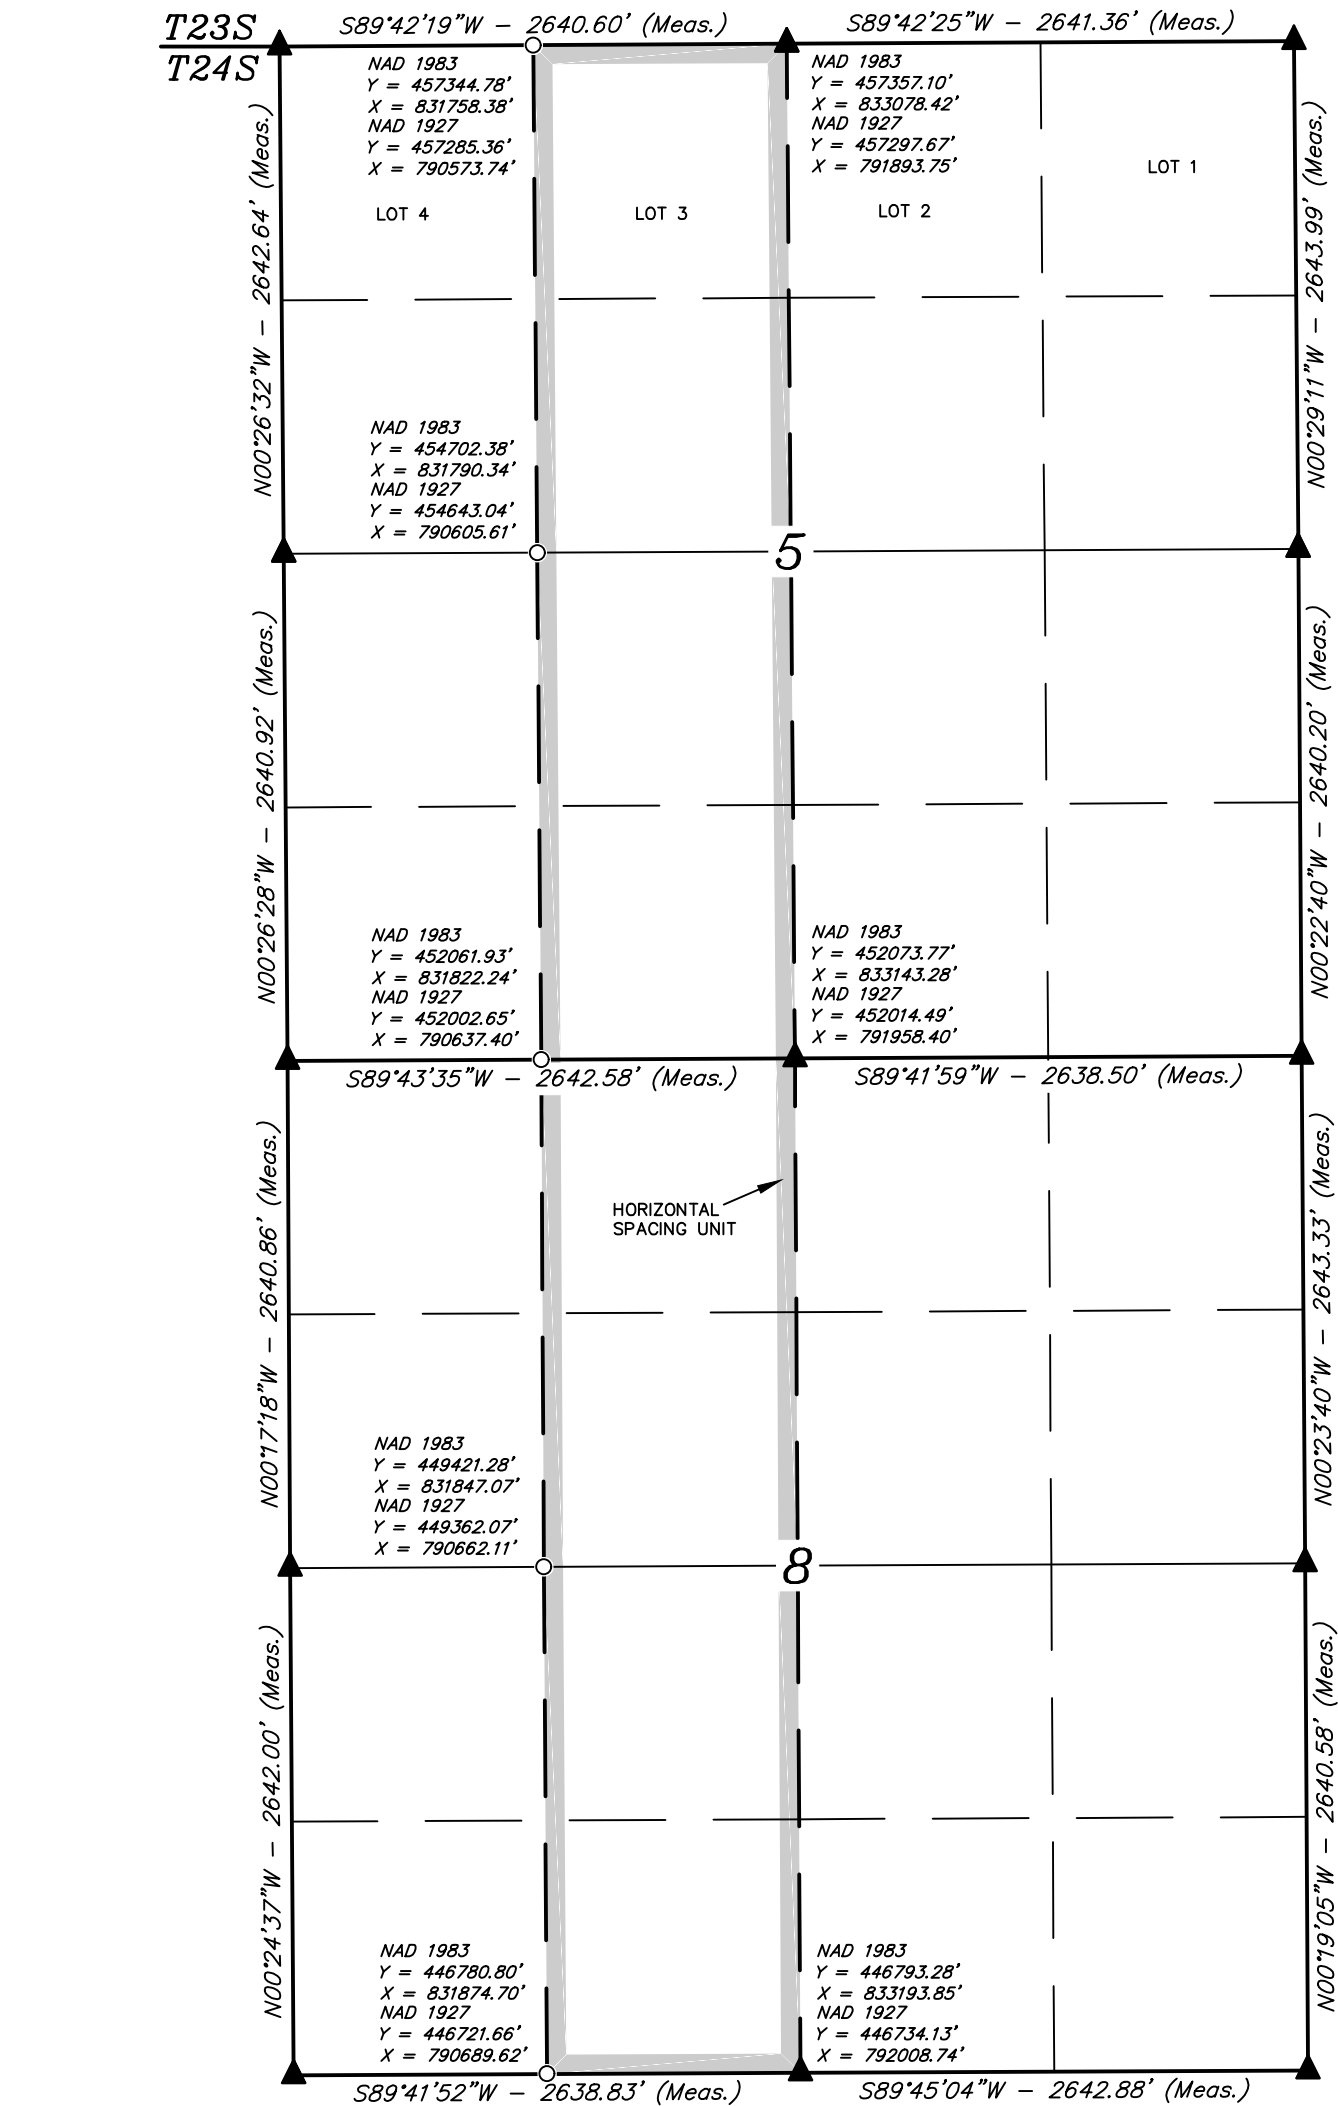 T23S
T24S
S89°42'19"W - 2640.60' (Meas.)
S89°42'25"W - 2641.36' (Meas.)
NAD 1983
Y = 457344.78'
X = 831758.38'
NAD 1927
Y = 457285.36'
X = 790573.74'
NAD 1983
Y = 457357.10'
X = 833078.42'
NAD 1927
Y = 457297.67'
X = 791893.75'
LOT 4
LOT 3
LOT 2
LOT 1
N00°26'32"W - 2642.64' (Meas.)
N00°29'11"W - 2643.99' (Meas.)
NAD 1983
Y = 454702.38'
X = 831790.34'
NAD 1927
Y = 454643.04'
X = 790605.61'
5
N00°26'28"W - 2640.92' (Meas.)
N00°22'40"W - 2640.20' (Meas.)
NAD 1983
Y = 452061.93'
X = 831822.24'
NAD 1927
Y = 452002.65'
X = 790637.40'
NAD 1983
Y = 452073.77'
X = 833143.28'
NAD 1927
Y = 452014.49'
X = 791958.40'
S89°43'35"W - 2642.58' (Meas.)
S89°41'59"W - 2638.50' (Meas.)
HORIZONTAL
SPACING UNIT
N00°17'18"W - 2640.86' (Meas.)
N00°23'40"W - 2643.33' (Meas.)
NAD 1983
Y = 449421.28'
X = 831847.07'
NAD 1927
Y = 449362.07'
X = 790662.11'
8
N00°24'37"W - 2642.00' (Meas.)
N00°19'05"W - 2640.58' (Meas.)
NAD 1983
Y = 446780.80'
X = 831874.70'
NAD 1927
Y = 446721.66'
X = 790689.62'
NAD 1983
Y = 446793.28'
X = 833193.85'
NAD 1927
Y = 446734.13'
X = 792008.74'
S89°41'52"W - 2638.83' (Meas.)
S89°45'04"W - 2642.88' (Meas.)